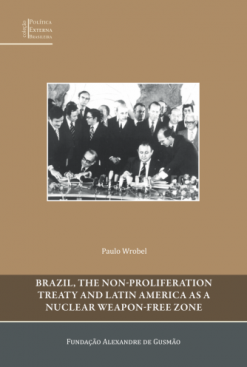 coleção
POLÍTICA
EXTERNA
BRASILEIRA
Paulo Wrobel
BRAZIL, THE NON-PROLIFERATION
TREATY AND LATIN AMERICA AS A
NUCLEAR WEAPON-FREE ZONE
FUNDAÇÃO ALEXANDRE DE GUSMÃO